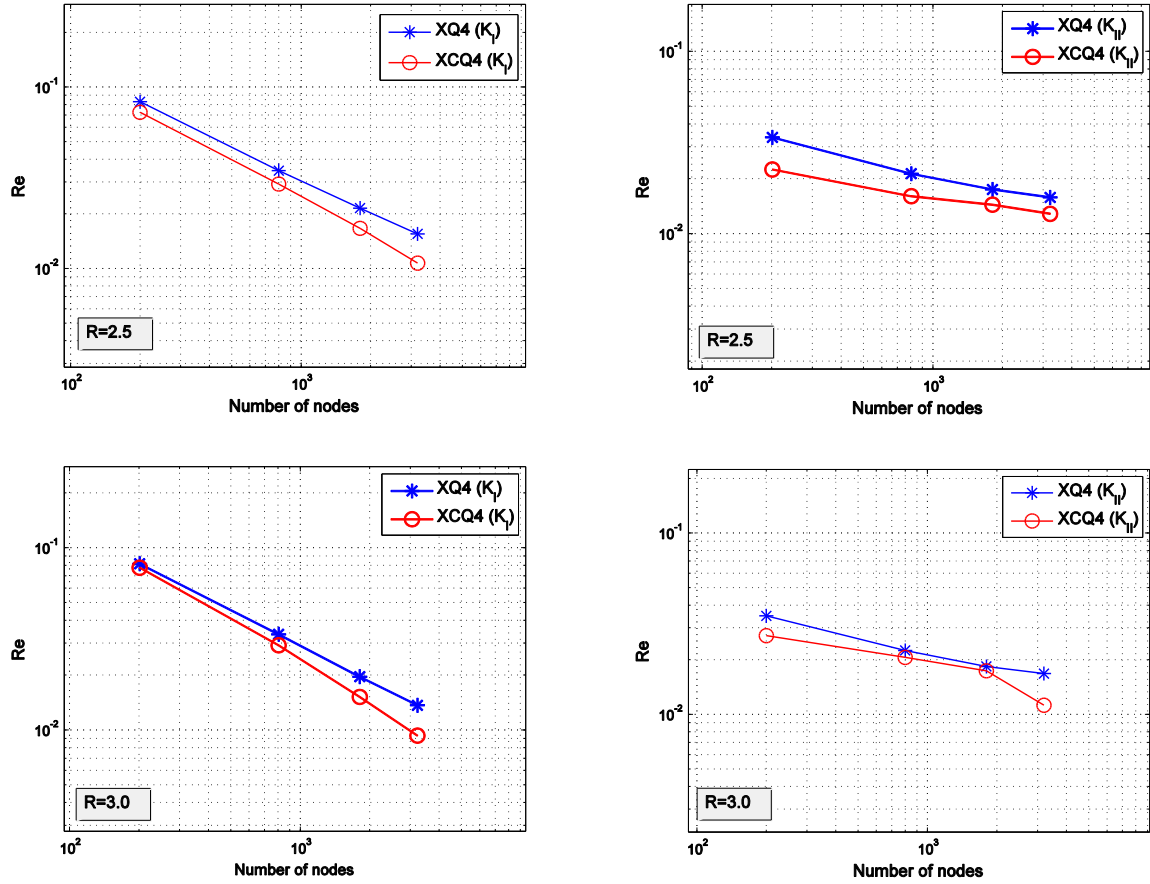 XQ4 (K_I)
XCQ4 (K_I)
10^-1
10^-2
Re
R=2.5
10^2
10^3
Number of nodes
XQ4 (K_II)
XCQ4 (K_II)
10^-1
10^-2
Re
R=2.5
10^2
10^3
Number of nodes
XQ4 (K_I)
XCQ4 (K_I)
10^-1
10^-2
Re
R=3.0
10^2
10^3
Number of nodes
XQ4 (K_II)
XCQ4 (K_II)
10^-1
10^-2
Re
R=3.0
10^2
10^3
Number of nodes